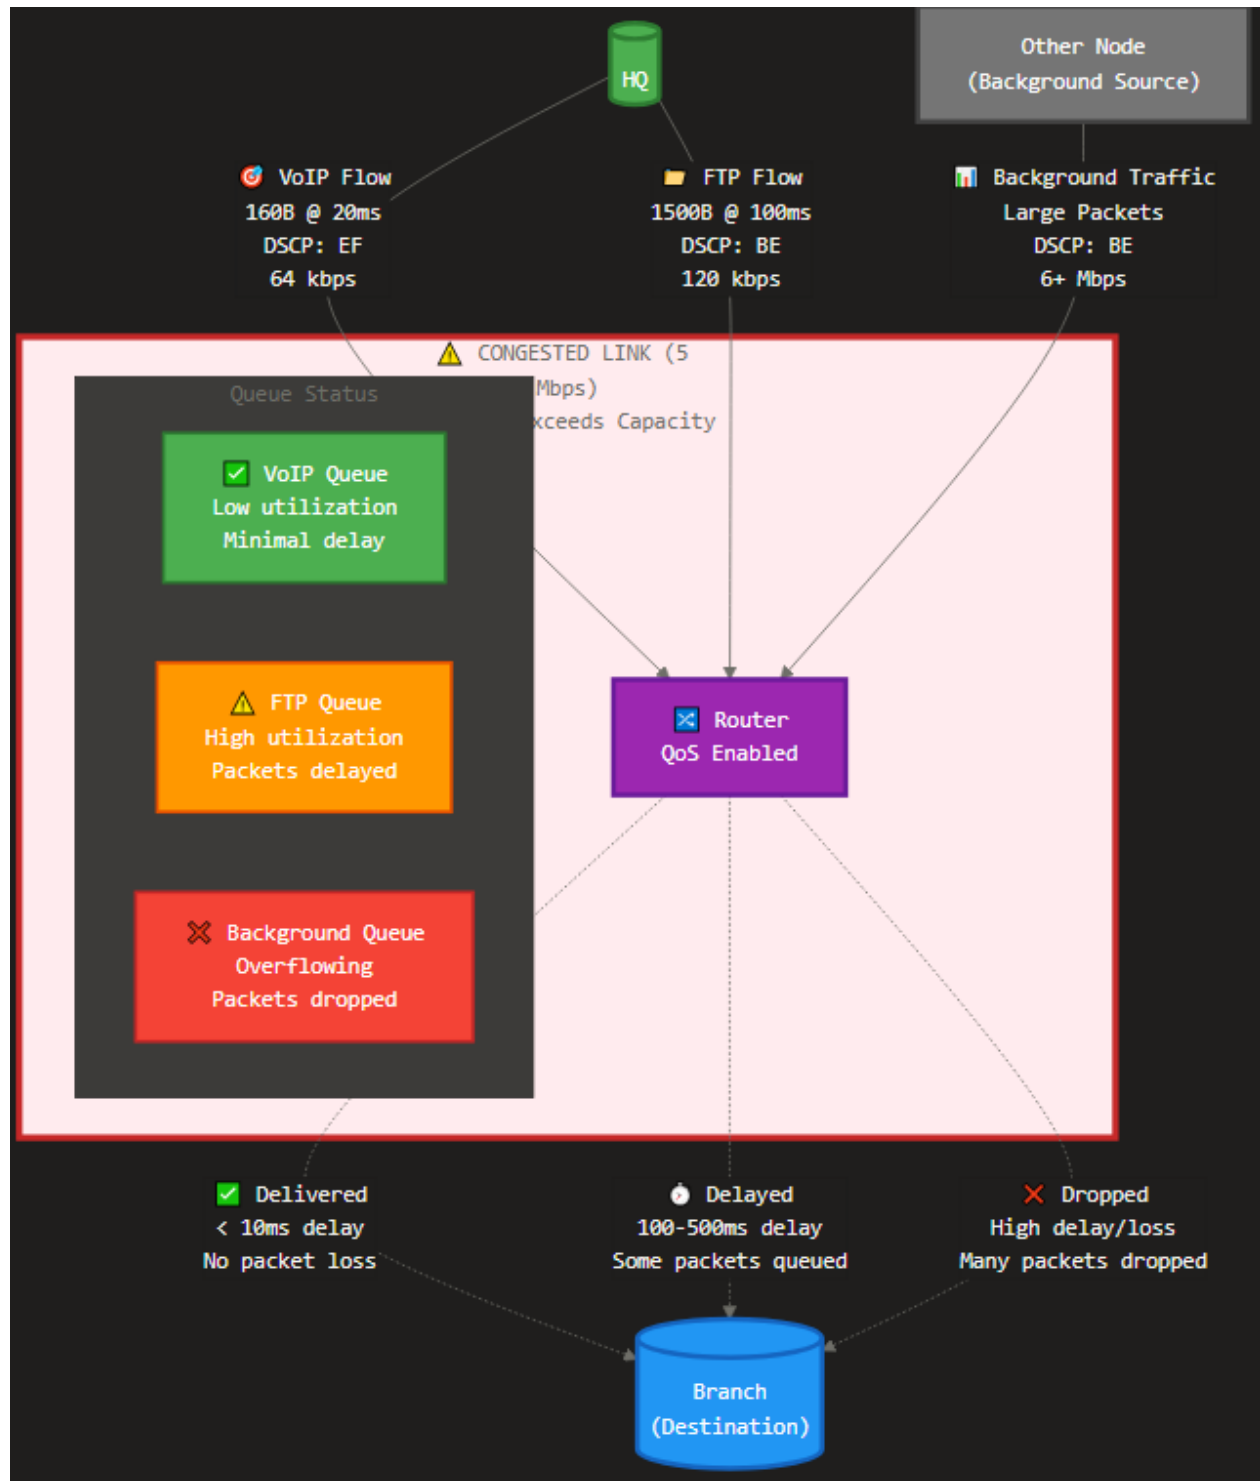 HQ
Other Node
(Background Source)
🎯 VoIP Flow
160B @ 20ms
DSCP: EF
64 kbps
📁 FTP Flow
1500B @ 100ms
DSCP: BE
120 kbps
📊 Background Traffic
Large Packets
DSCP: BE
6+ Mbps
⚠️ CONGESTED LINK (5
Mbps)
xceeds Capacity
Queue Status
✅ VoIP Queue
Low utilization
Minimal delay
⚠️ FTP Queue
High utilization
Packets delayed
❌ Background Queue
Overflowing
Packets dropped
🔀 Router
QoS Enabled
✅ Delivered
< 10ms delay
No packet loss
⏱️ Delayed
100-500ms delay
Some packets queued
❌ Dropped
High delay/loss
Many packets dropped
Branch
(Destination)